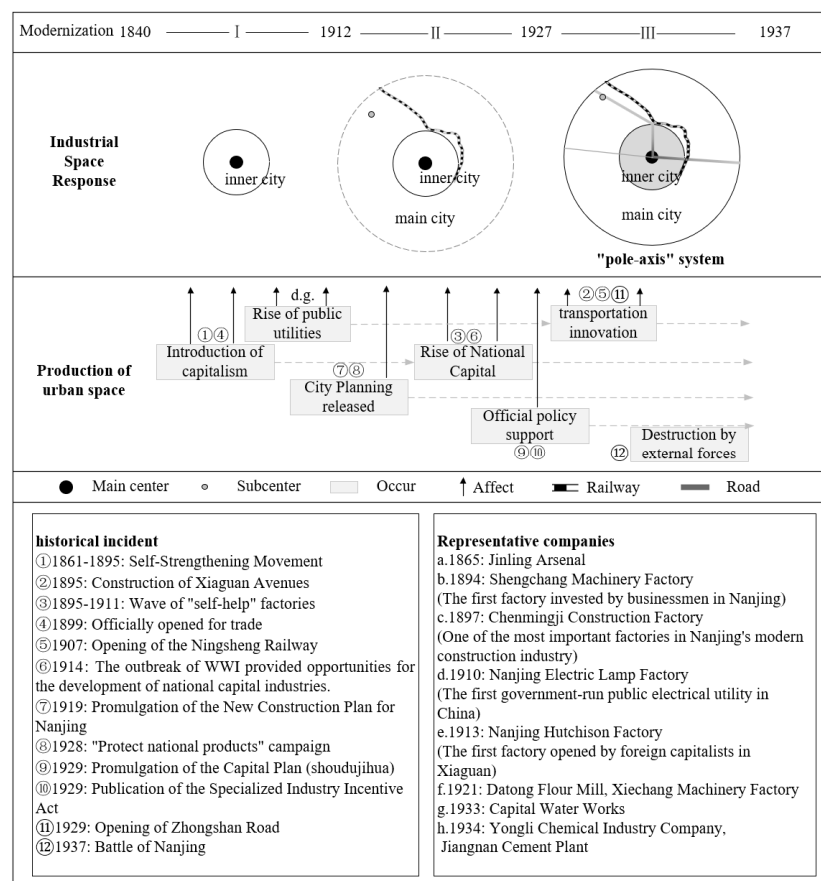 Modernization 1840 I 1912 II 1927 III 1937
Industrial
Space
Response
inner city
inner city
main city
inner city
main city
"pole-axis" system
Production of
urban space
①④
Introduction of
capitalism
d.g.
Rise of public
utilities
⑦⑧
City Planning
released
③⑥
Rise of National
Capital
Official policy
support
⑨⑩
②⑤⑪
transportation
innovation
⑫
Destruction by
external forces
Main center Subcenter Occur Affect Railway Road
historical incident
①1861-1895: Self-Strengthening Movement
②1895: Construction of Xiaguan Avenues
③1895-1911: Wave of "self-help" factories
④1899: Officially opened for trade
⑤1907: Opening of the Ningsheng Railway
⑥1914: The outbreak of WWI provided opportunities for
the development of national capital industries.
⑦1919: Promulgation of the New Construction Plan for
Nanjing
⑧1928: "Protect national products" campaign
⑨1929: Promulgation of the Capital Plan (shoudujihua)
⑩1929: Publication of the Specialized Industry Incentive
Act
⑪1929: Opening of Zhongshan Road
⑫1937: Battle of Nanjing
Representative companies
a.1865: Jinling Arsenal
b.1894: Shengchang Machinery Factory
(The first factory invested by businessmen in Nanjing)
c.1897: Chenmingji Construction Factory
(One of the most important factories in Nanjing's modern
construction industry)
d.1910: Nanjing Electric Lamp Factory
(The first government-run public electrical utility in
China)
e.1913: Nanjing Hutchison Factory
(The first factory opened by foreign capitalists in
Xiaguan)
f.1921: Datong Flour Mill, Xiechang Machinery Factory
g.1933: Capital Water Works
h.1934: Yongli Chemical Industry Company,
Jiangnan Cement Plant